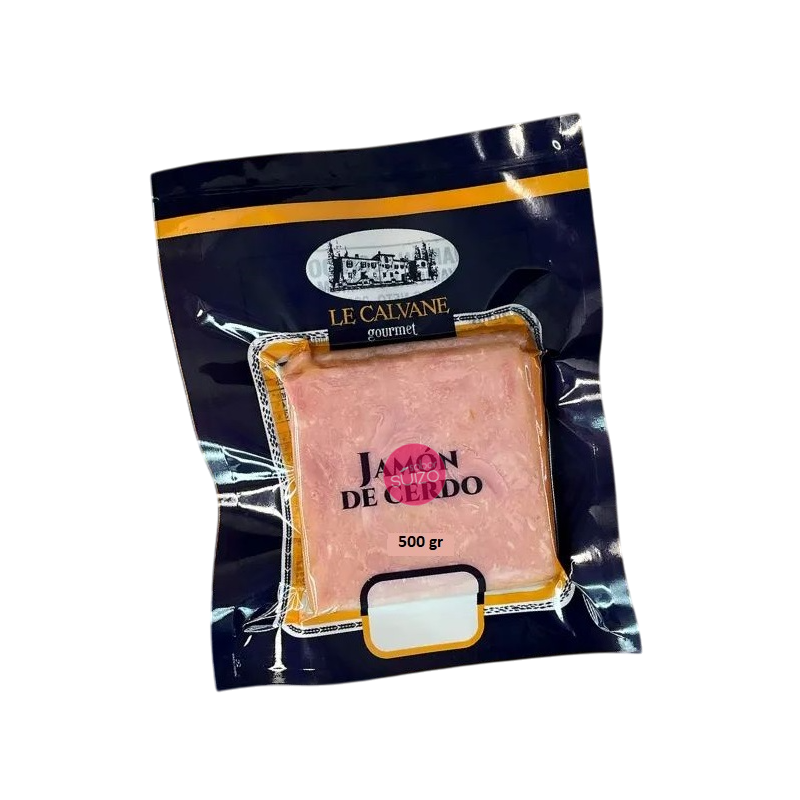 LE CALVANE
gourmet
JAMÓN
SUIZO
DE CERDO
500 gr